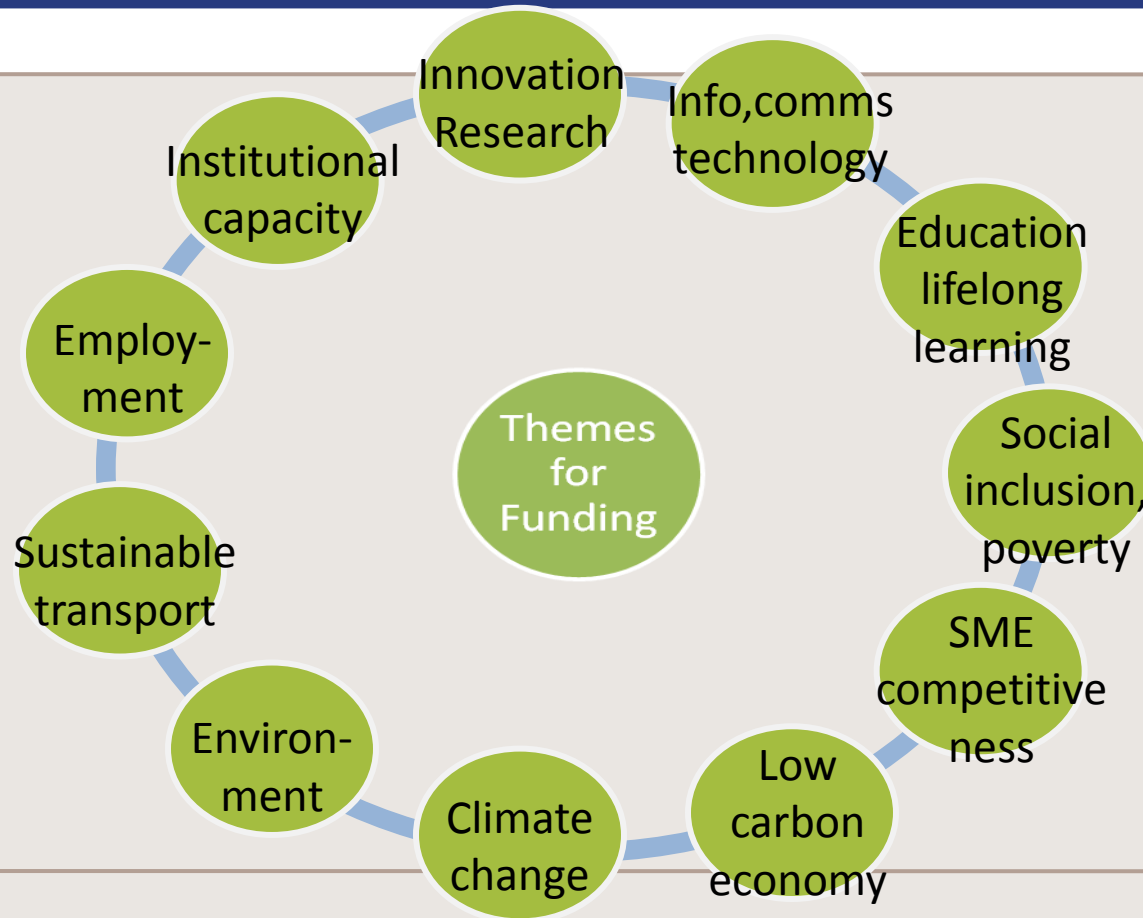 Innovation
Research
Info,comms
technology
Education
lifelong
learning
Social
inclusion,
poverty
SME
competitive
ness
Low
carbon
economy
Climate
change
Environ-
ment
Sustainable
transport
Employ-
ment
Institutional
capacity
Themes
for
Funding